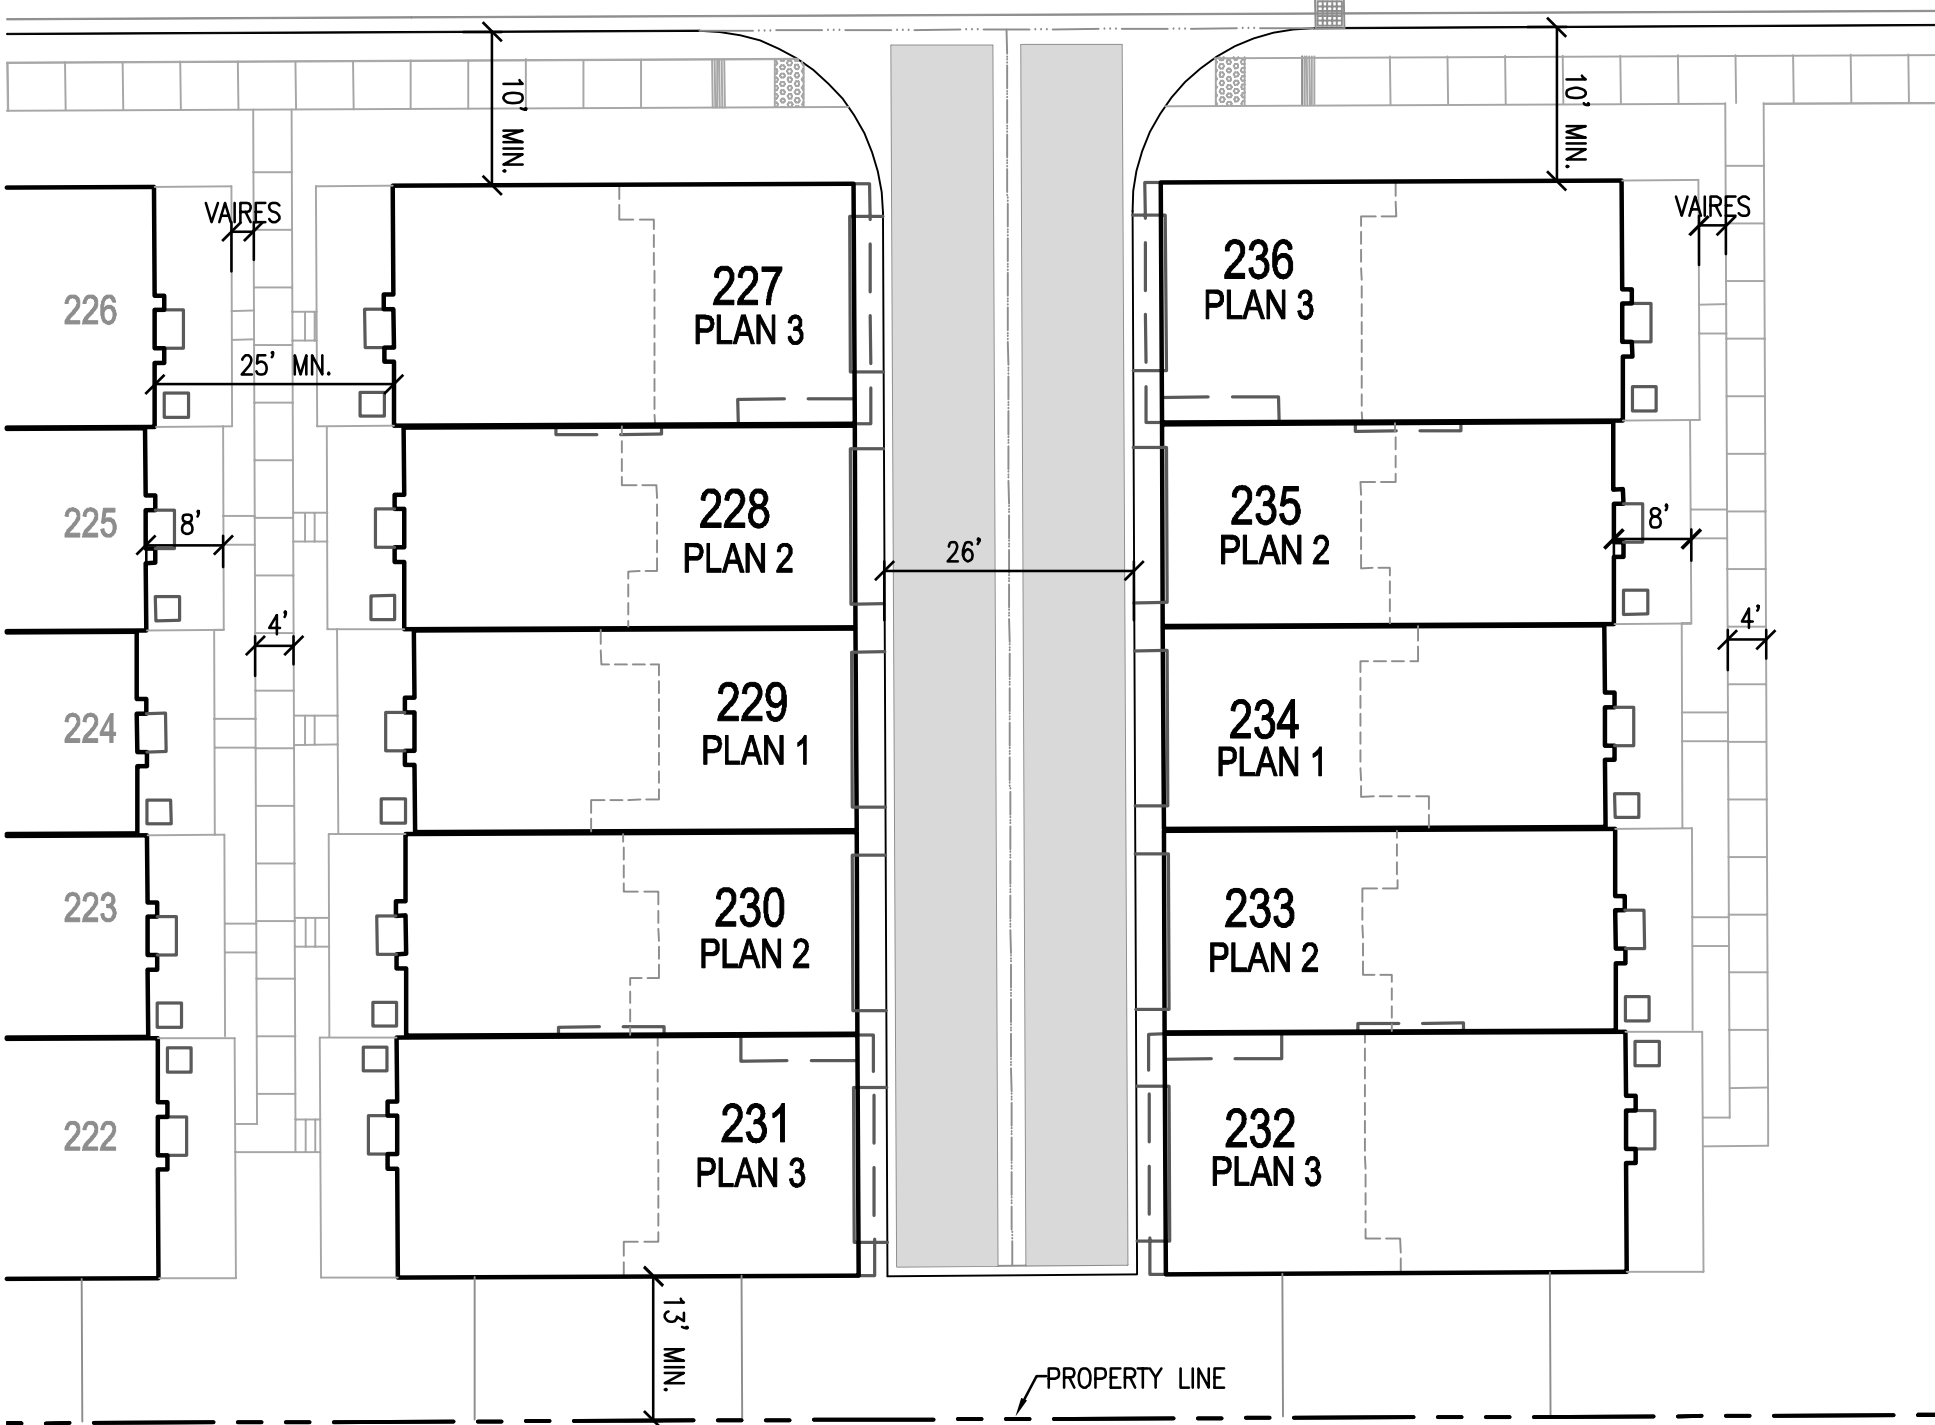 10' MIN.
10' MIN.
VAIRES
VAIRES
226
227
PLAN 3
236
PLAN 3
25' MN.
225
8'
228
PLAN 2
26'
235
PLAN 2
8'
4'
4'
224
229
PLAN 1
234
PLAN 1
223
230
PLAN 2
233
PLAN 2
222
231
PLAN 3
232
PLAN 3
13' MIN.
PROPERTY LINE